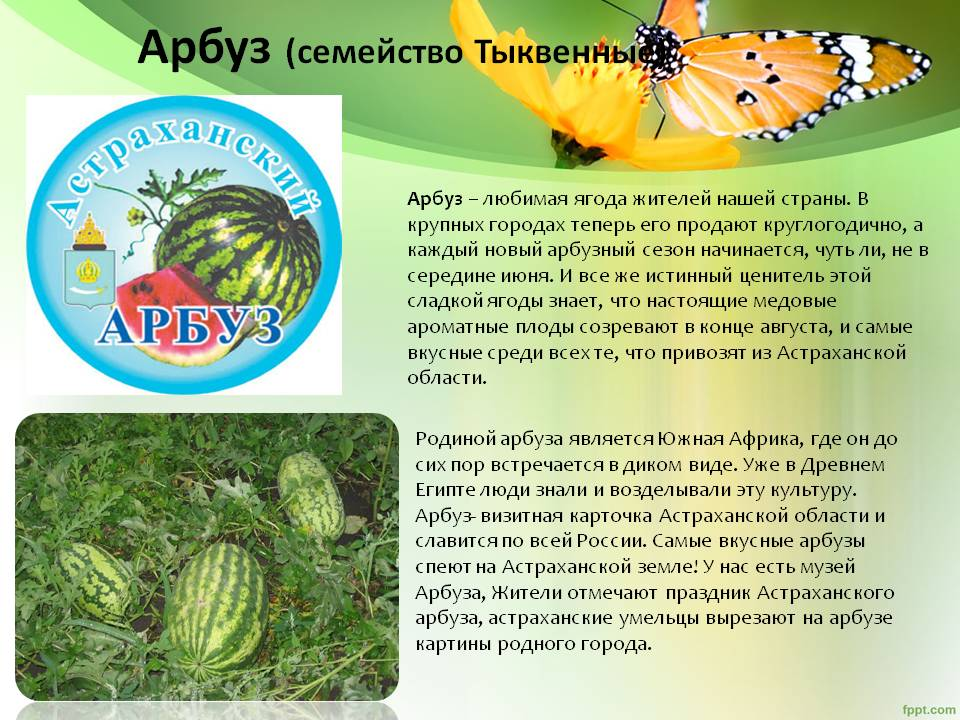 Арбуз (семейство Тыквенные)
Астраханский
АРБУЗ
Арбуз – любимая ягода жителей нашей страны. В
крупных городах теперь его продают круглогодично, а
каждый новый арбузный сезон начинается, чуть ли, не в
середине июня. И все же истинный ценитель этой
сладкой ягоды знает, что настоящие медовые
ароматные плоды созревают в конце августа, и самые
вкусные среди всех те, что привозят из Астраханской
области.
Родиной арбуза является Южная Африка, где он до
сих пор встречается в диком виде. Уже в Древнем
Египте люди знали и возделывали эту культуру.
Арбуз- визитная карточка Астраханской области и
славится по всей России. Самые вкусные арбузы
спеют на Астраханской земле! У нас есть музей
Арбуза, Жители отмечают праздник Астраханского
арбуза, астраханские умельцы вырезают на арбузе
картины родного города.
fppt.com